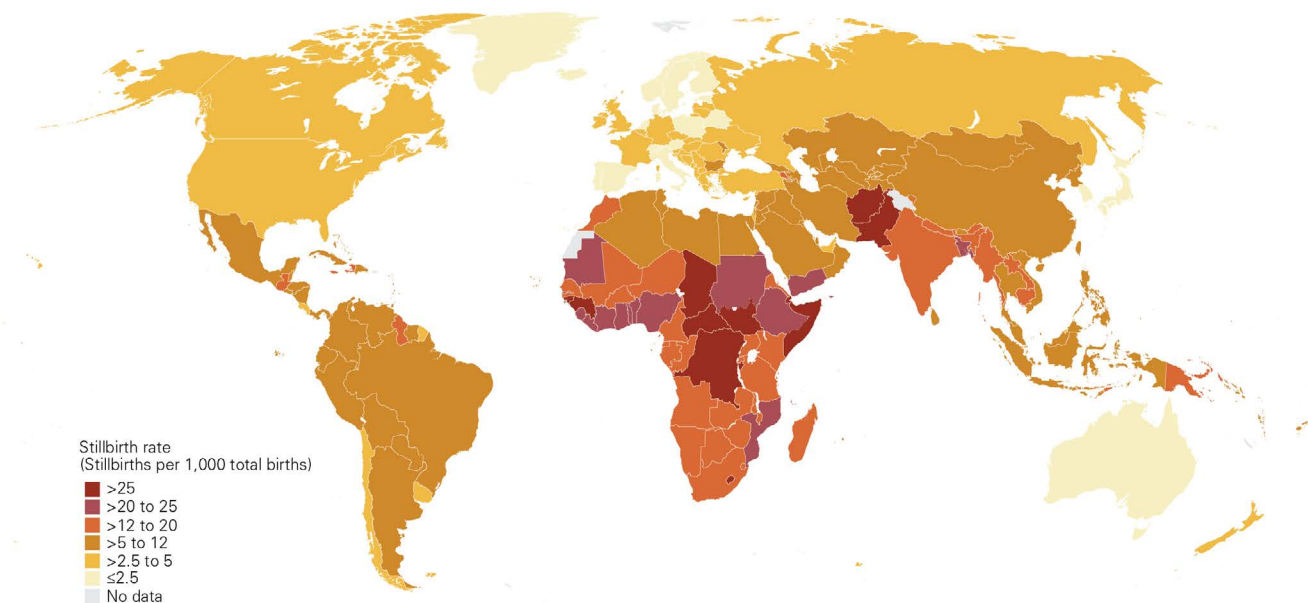 Stillbirth rate
(Stillbirths per 1,000 total births)
>25
>20 to 25
>12 to 20
>5 to 12
>2.5 to 5
≤2.5
No data